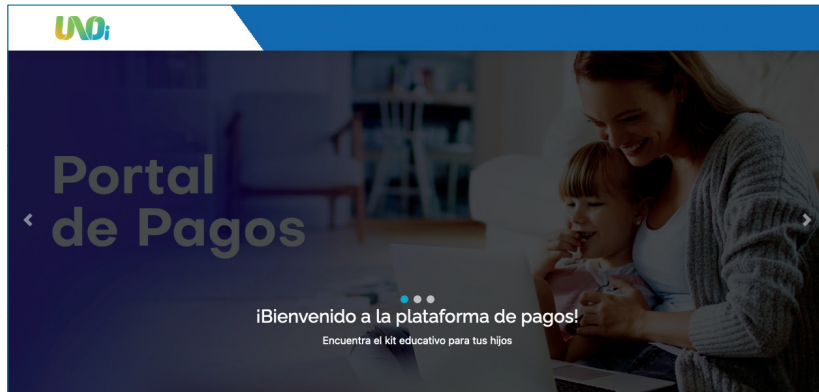 UNOi
Portal
de Pagos
¡Bienvenido a la plataforma de pagos!
Encuentra el kit educativo para tus hijos